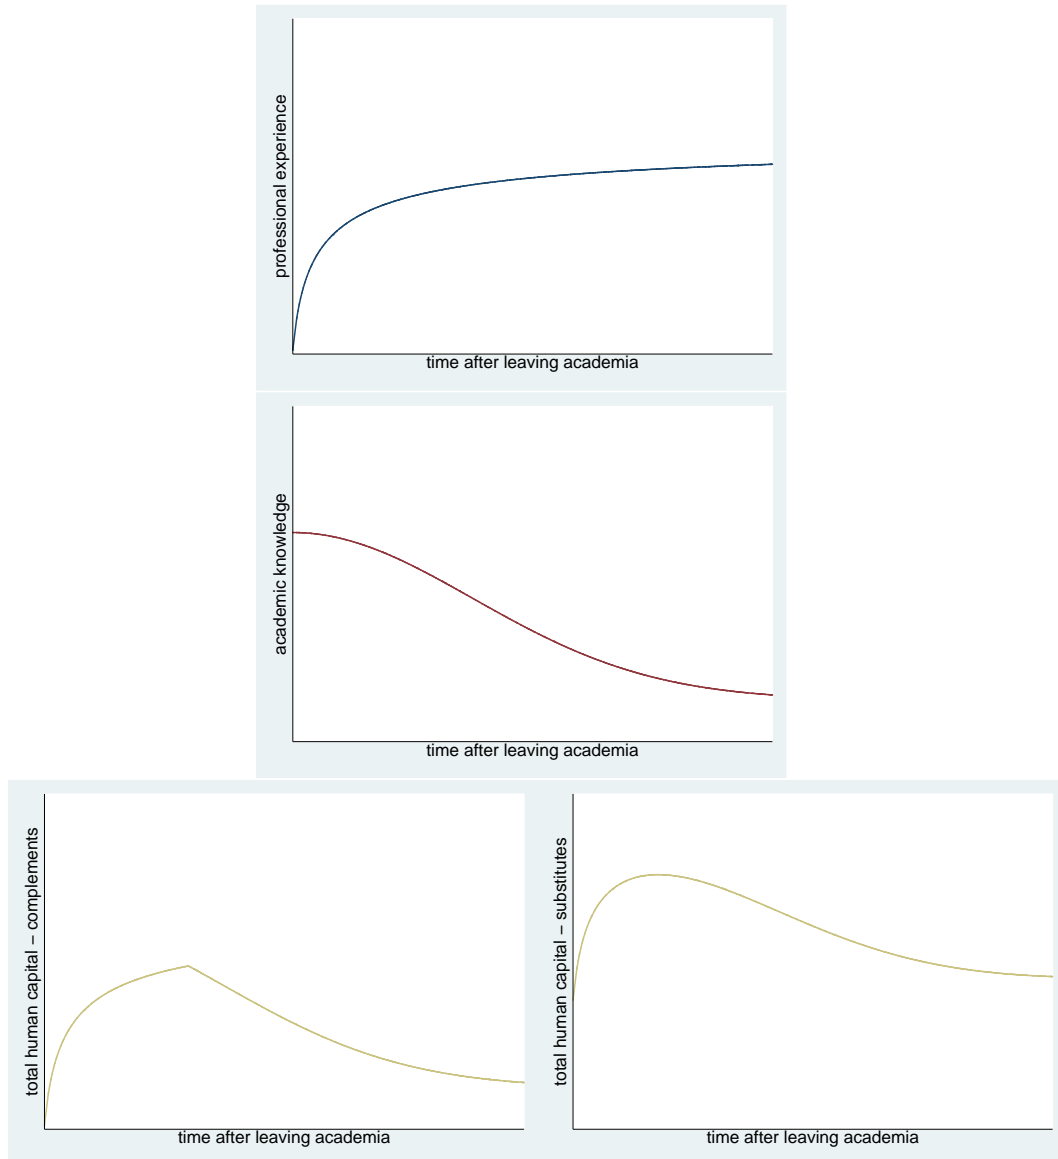 professional experience
time after leaving academia
academic knowledge
time after leaving academia
total human capital – complements
time after leaving academia
total human capital – substitutes
time after leaving academia